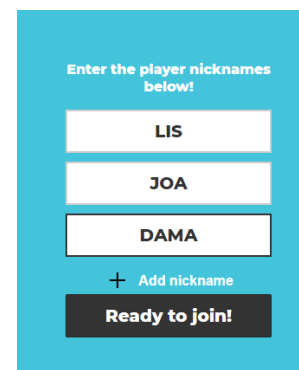 Enter the player nicknames
below!
LIS
JOA
DAMA
+ Add nickname
Ready to join!